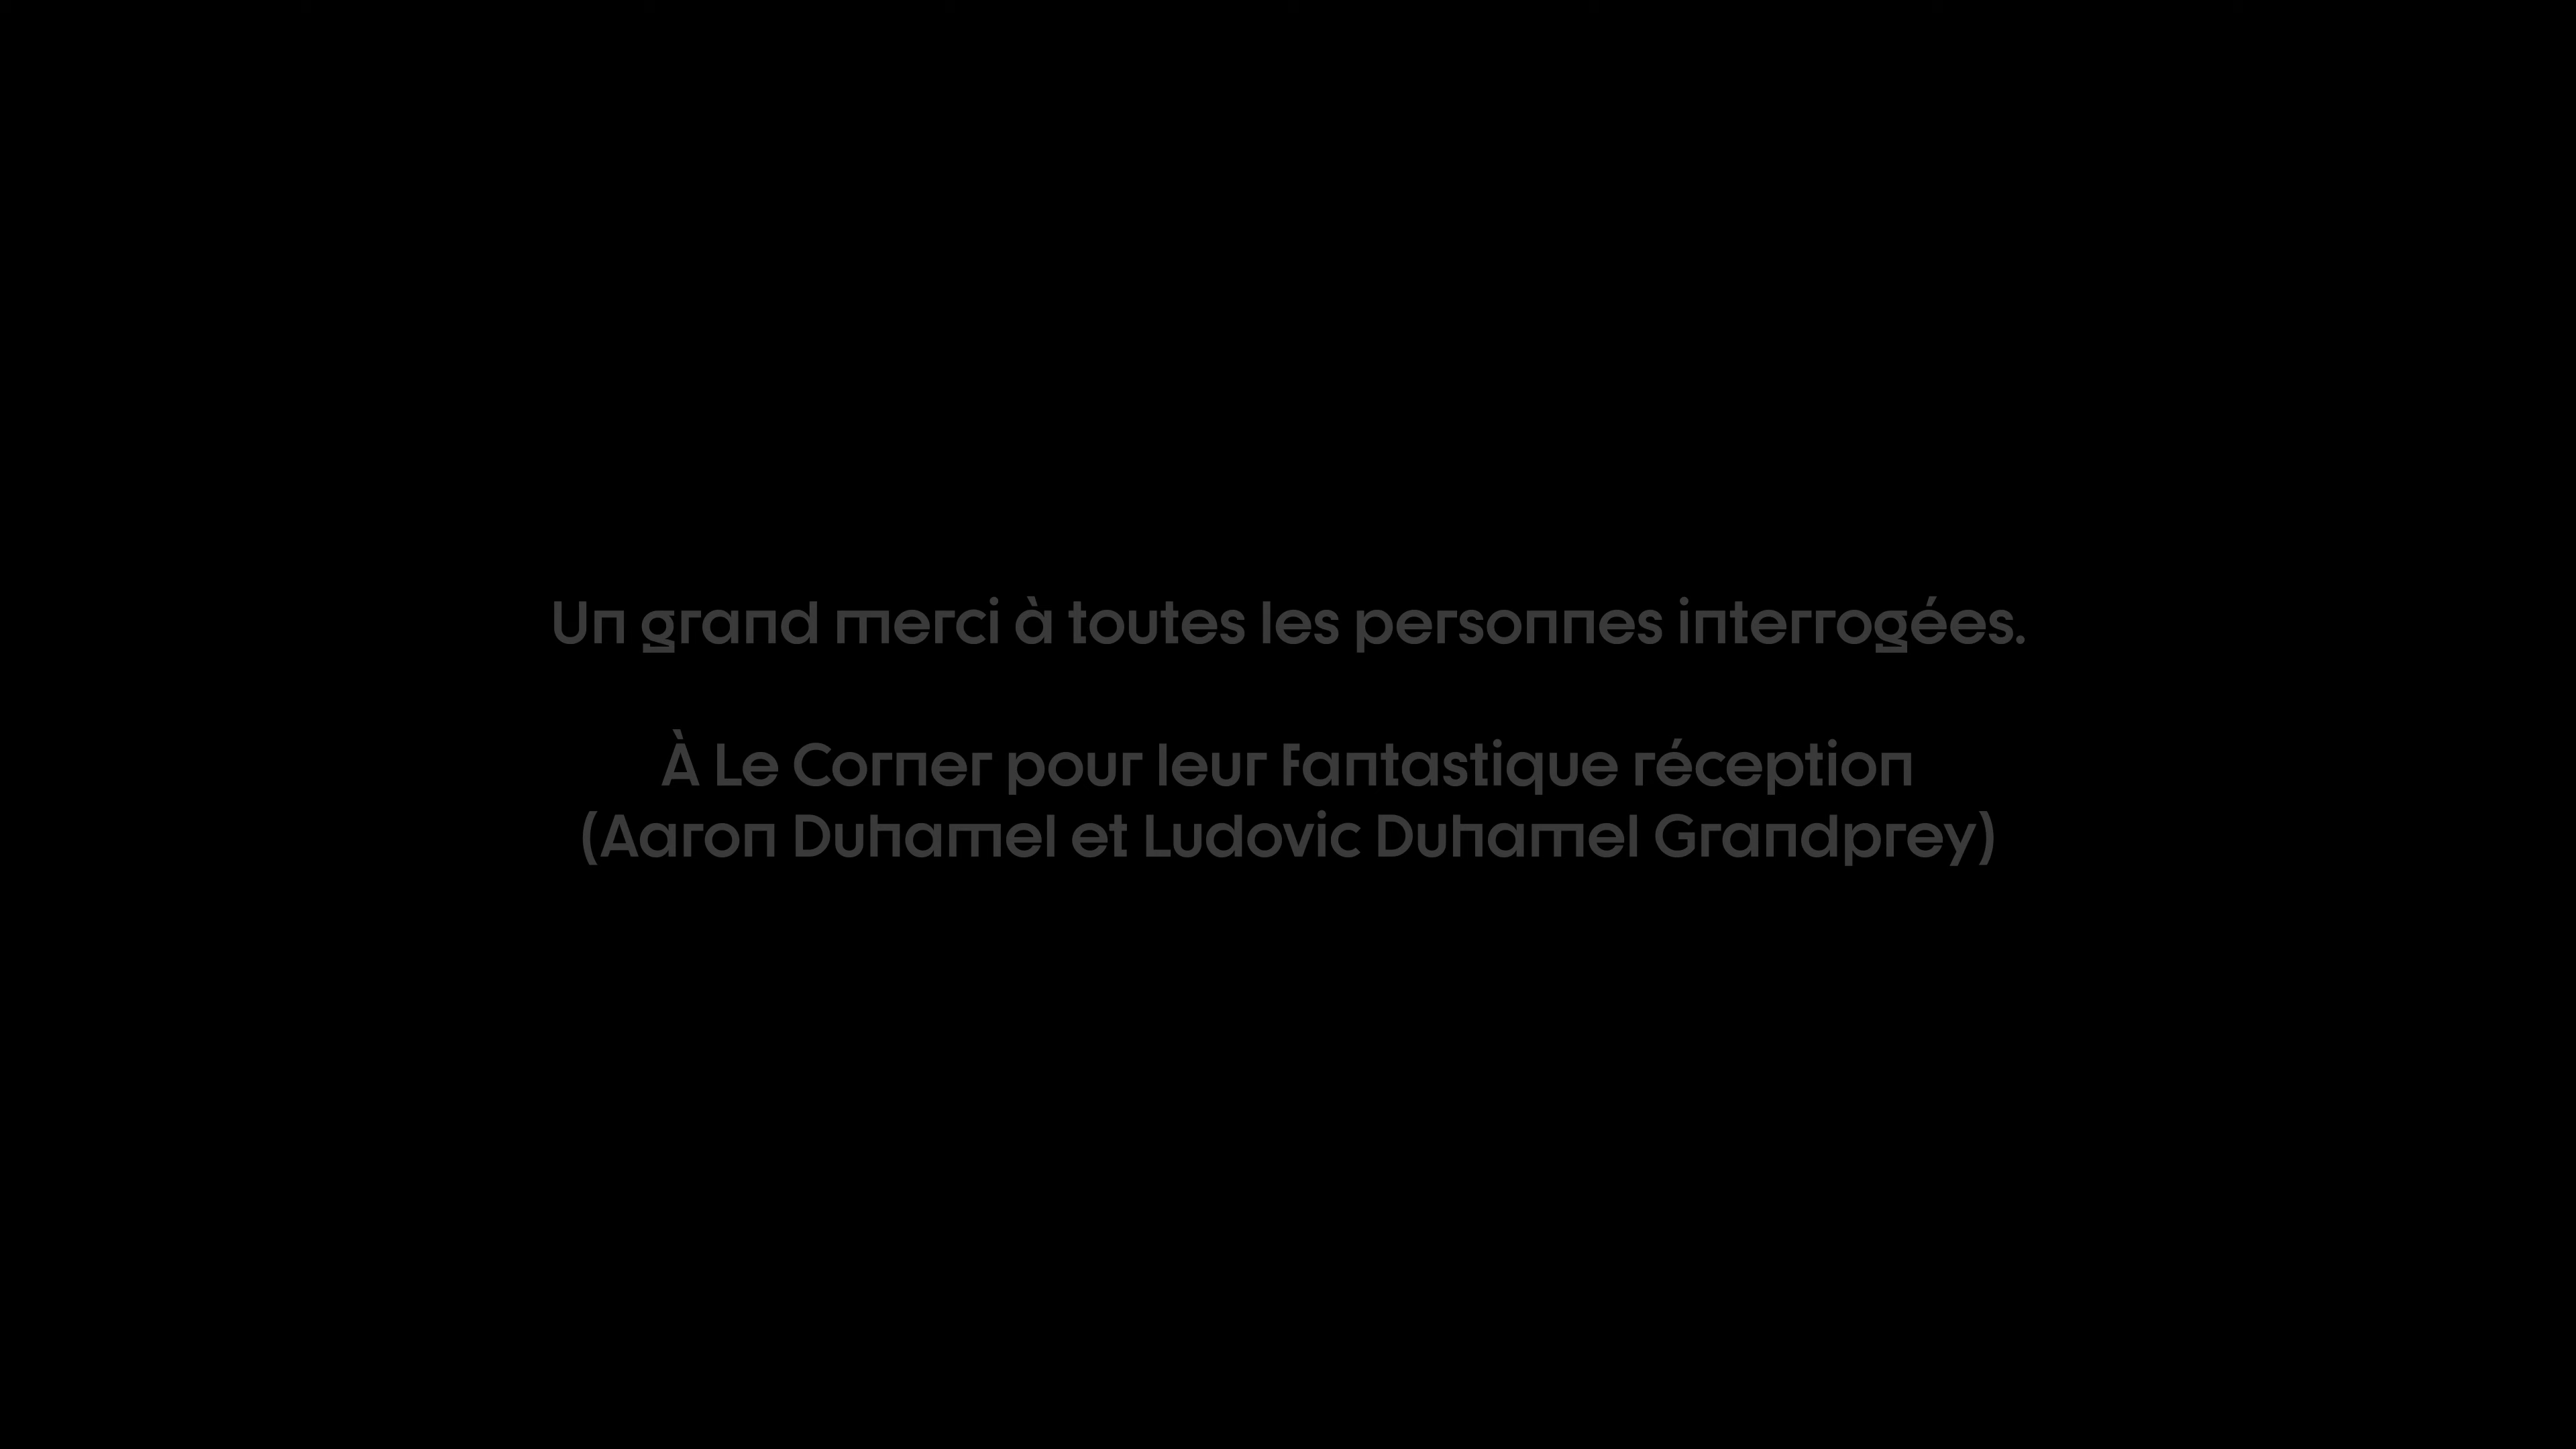 Un grand merci à toutes les personnes interrogées.
À Le Corner pour leur fantastique réception
(Aaron Duhamel et Ludovic Duhamel Grandprey)